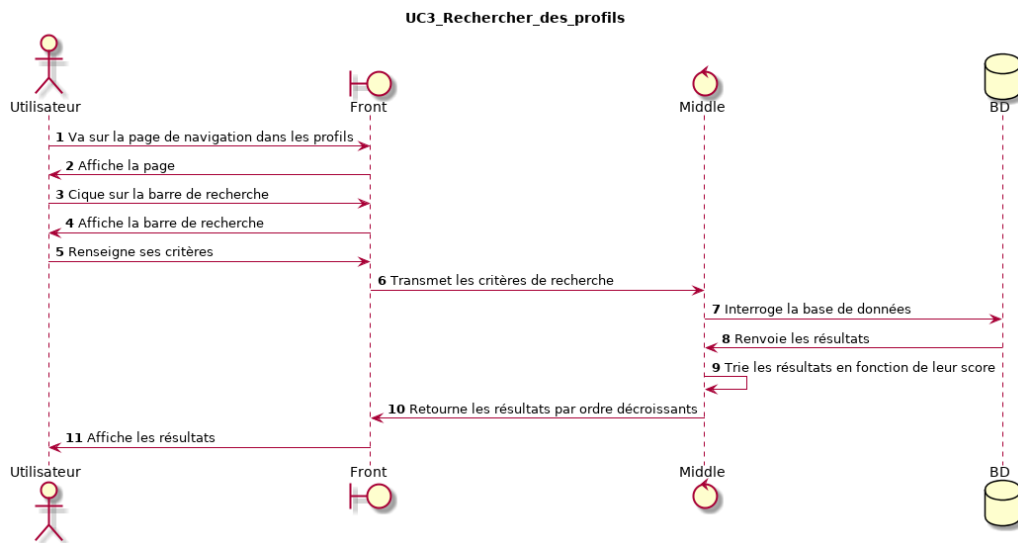 UC3_Rechercher_des_profils
Utilisateur
Front
Middle
BD
1 Va sur la page de navigation dans les profils
2 Affiche la page
3 Cique sur la barre de recherche
4 Affiche la barre de recherche
5 Renseigne ses critères
6 Transmet les critères de recherche
7 Interroge la base de données
8 Renvoie les résultats
9 Trie les résultats en fonction de leur score
10 Retourne les résultats par ordre décroissants
11 Affiche les résultats
Utilisateur
Front
Middle
BD